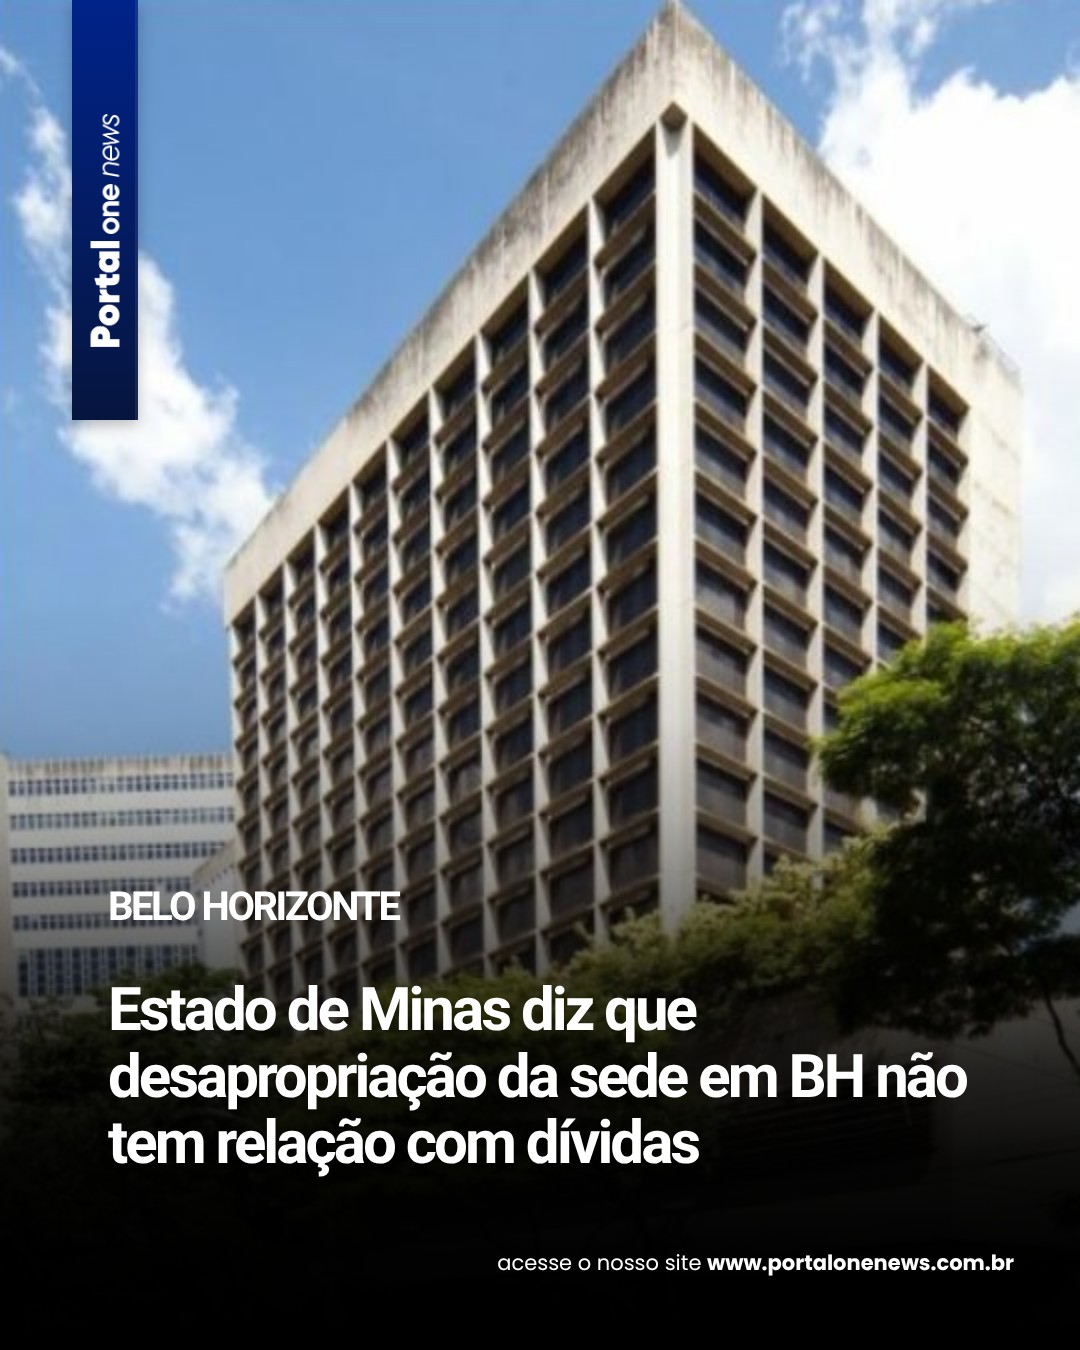 Portal one news
BELO HORIZONTE
Estado de Minas diz que
desapropriação da sede em BH não
tem relação com dívidas
acesse o nosso site www.portalonenews.com.br